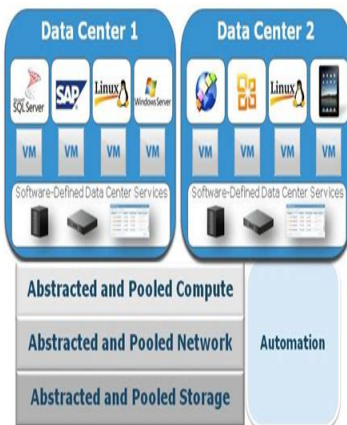 Data Center 1
Data Center 2
SQL Server
SAP
Linux
Windows Server
Linux
VM VM VM VM
VM VM VM VM
Software-Defined Data Center Services
Software-Defined Data Center Services
Abstracted and Pooled Compute
Abstracted and Pooled Network
Automation
Abstracted and Pooled Storage